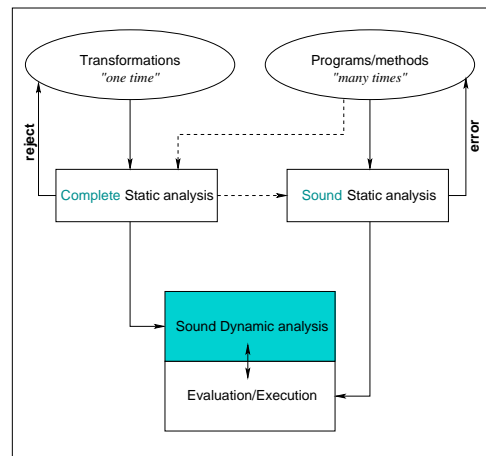 Transformations
"one time"
Programs/methods
"many times"
reject
error
Complete Static analysis
Sound Static analysis
Sound Dynamic analysis
Evaluation/Execution